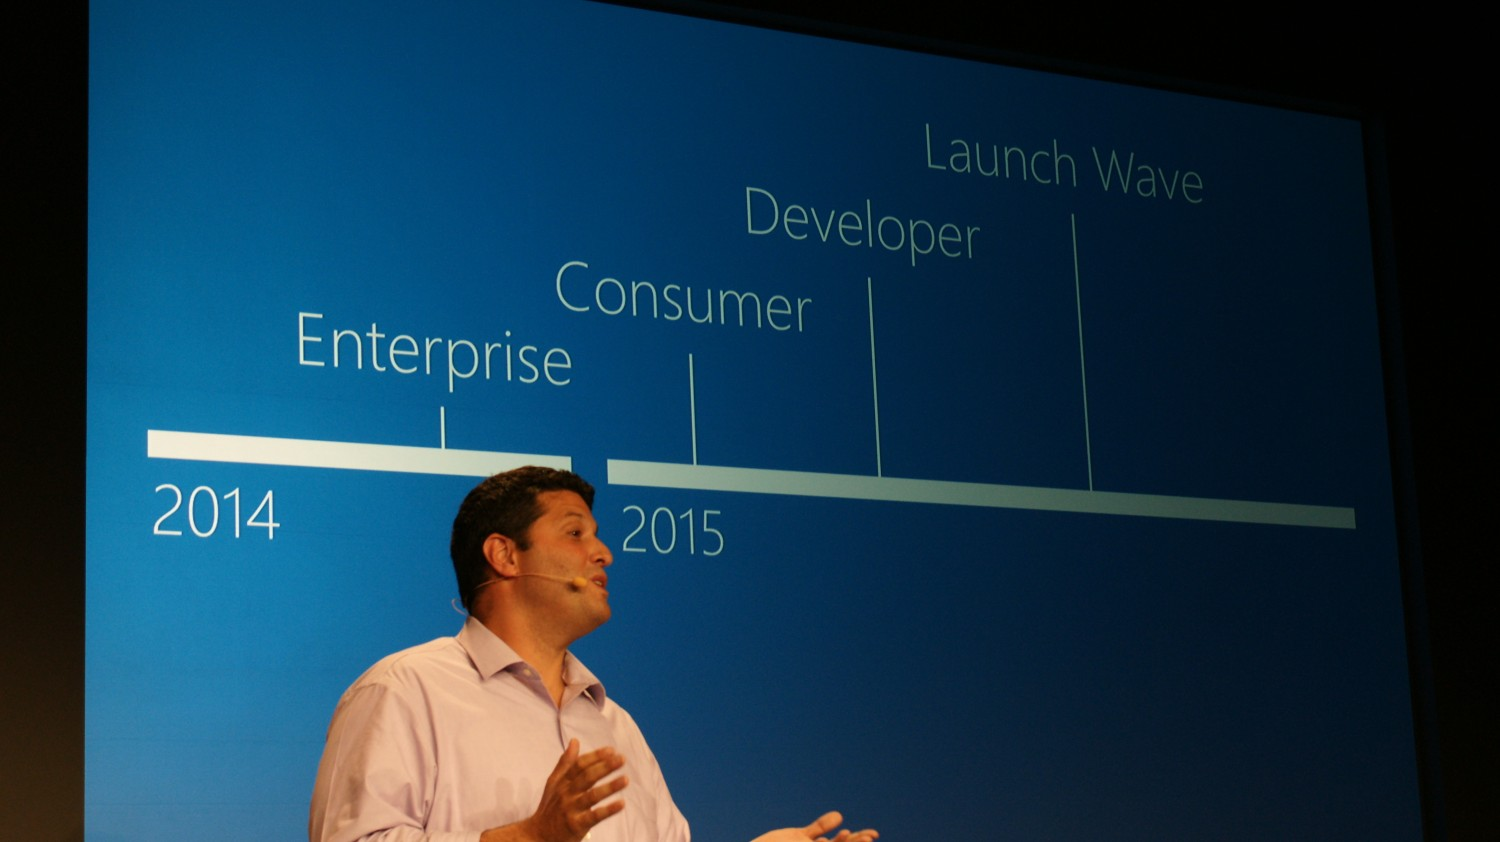 Launch Wave
Developer
Consumer
Enterprise
2014
2015